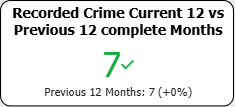 Recorded Crime Current 12 vs
Previous 12 complete Months
7✓
Previous 12 Months: 7 (+0%)